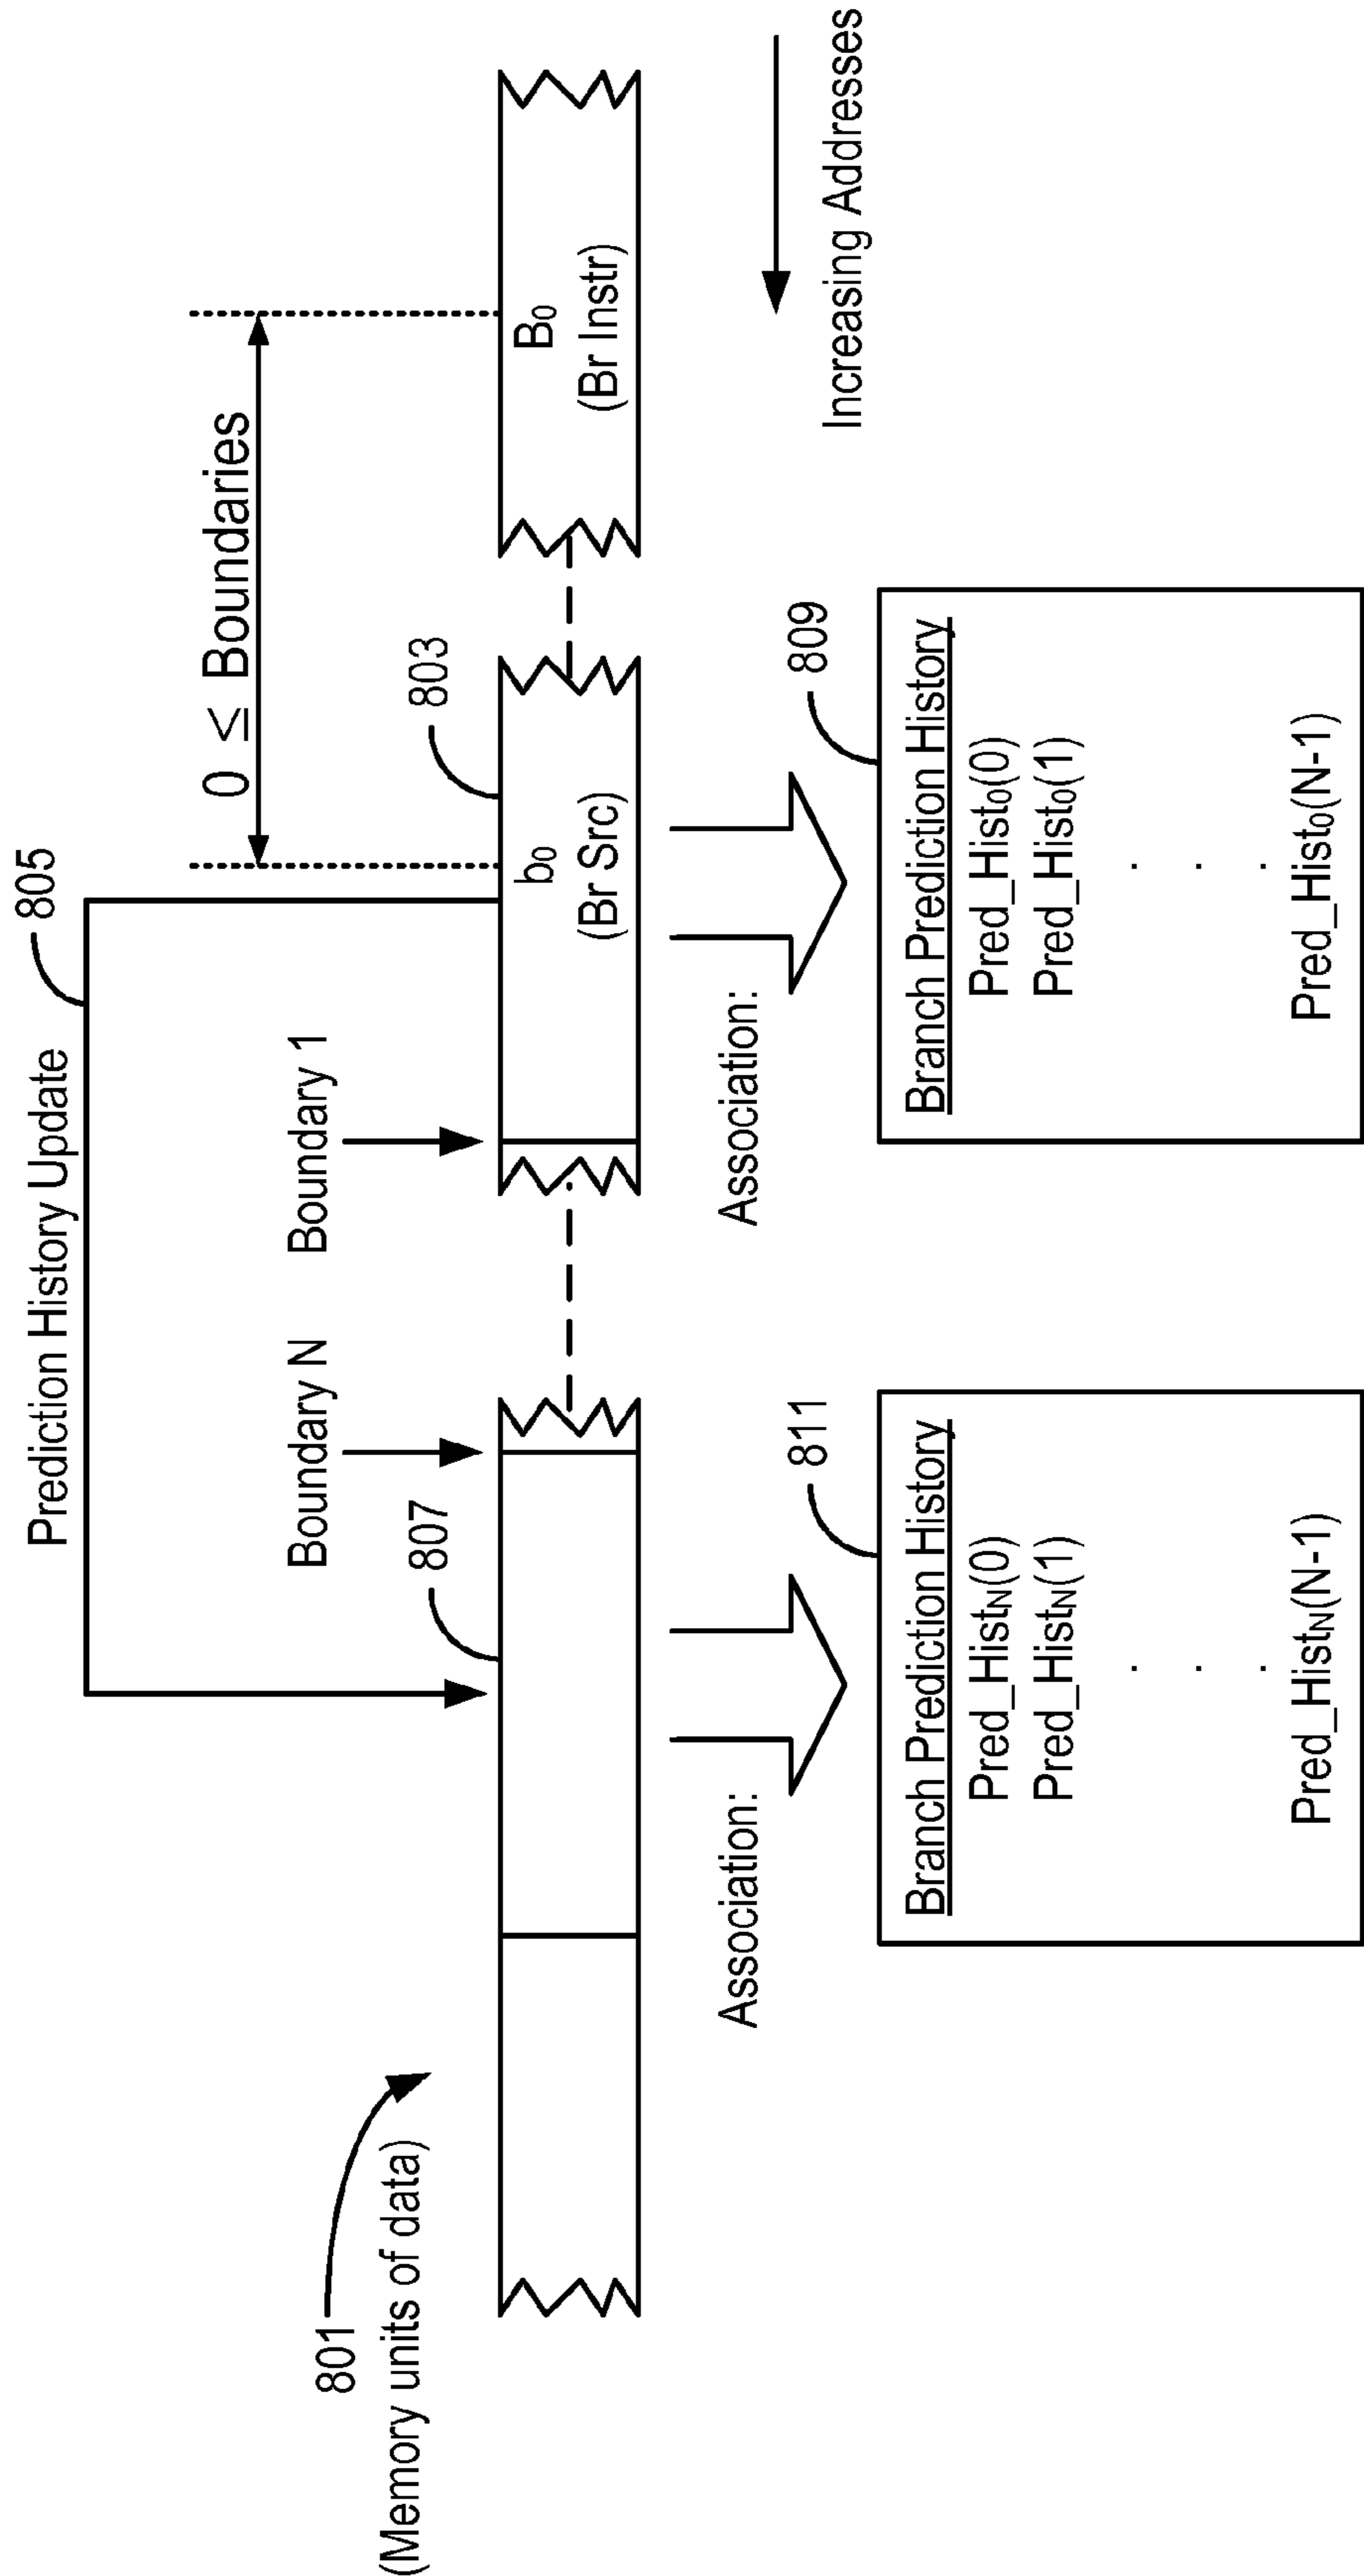 805
Prediction History Update
0 ≤ Boundaries
Boundary N
Boundary 1
801
(Memory units of data)
807
803
b₀
(Br Src)
B₀
(Br Instr)
Increasing Addresses
Association:
Association:
811
809
Branch Prediction History
Pred_Hist_N(0)
Pred_Hist_N(1)
. . .
Pred_Hist_N(N-1)
Branch Prediction History
Pred_Hist₀(0)
Pred_Hist₀(1)
. . .
Pred_Hist₀(N-1)